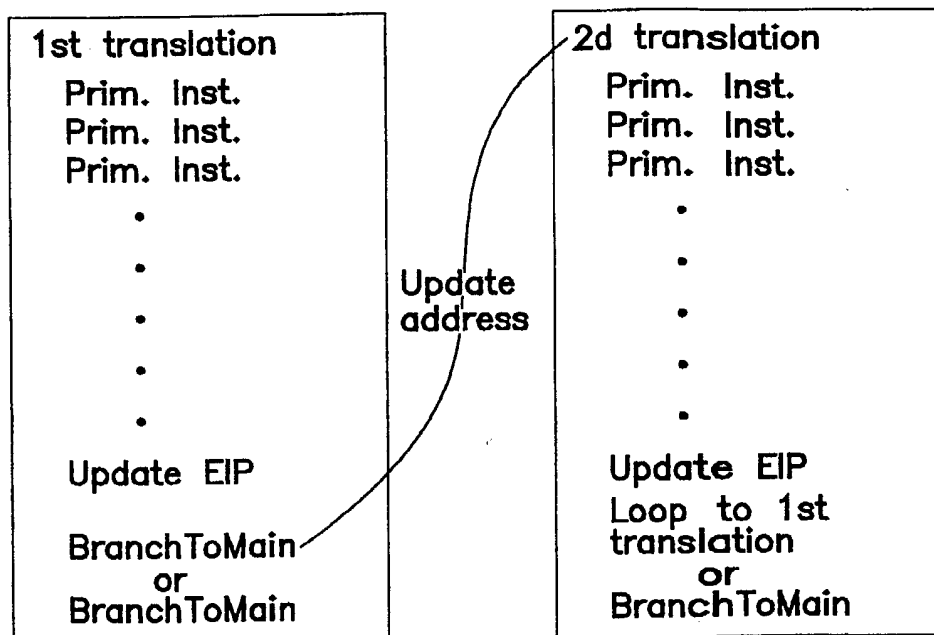 1st translation
Prim. Inst.
Prim. Inst.
Prim. Inst.
Update EIP
BranchToMain
or
BranchToMain
Update
address
2d translation
Prim. Inst.
Prim. Inst.
Prim. Inst.
Update EIP
Loop to 1st
translation
or
BranchToMain